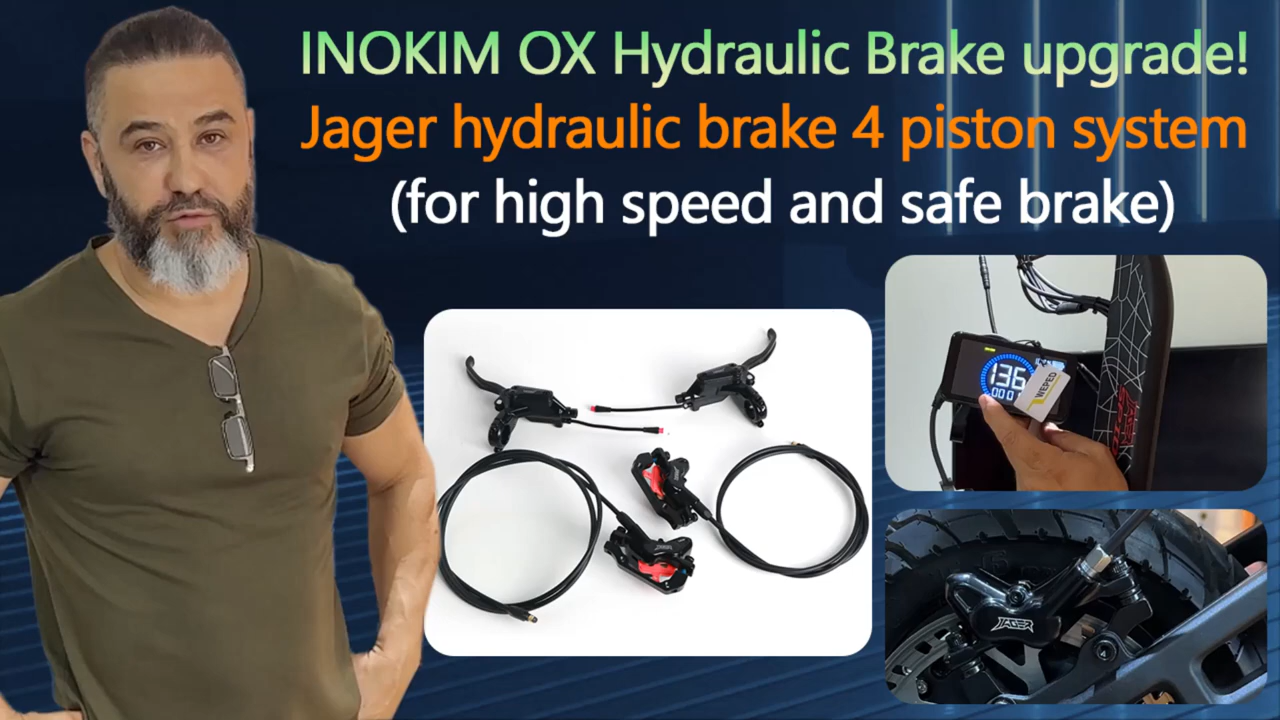 INOKIM OX Hydraulic Brake upgrade!
Jager hydraulic brake 4 piston system
(for high speed and safe brake)
136
WEPED
JAGER